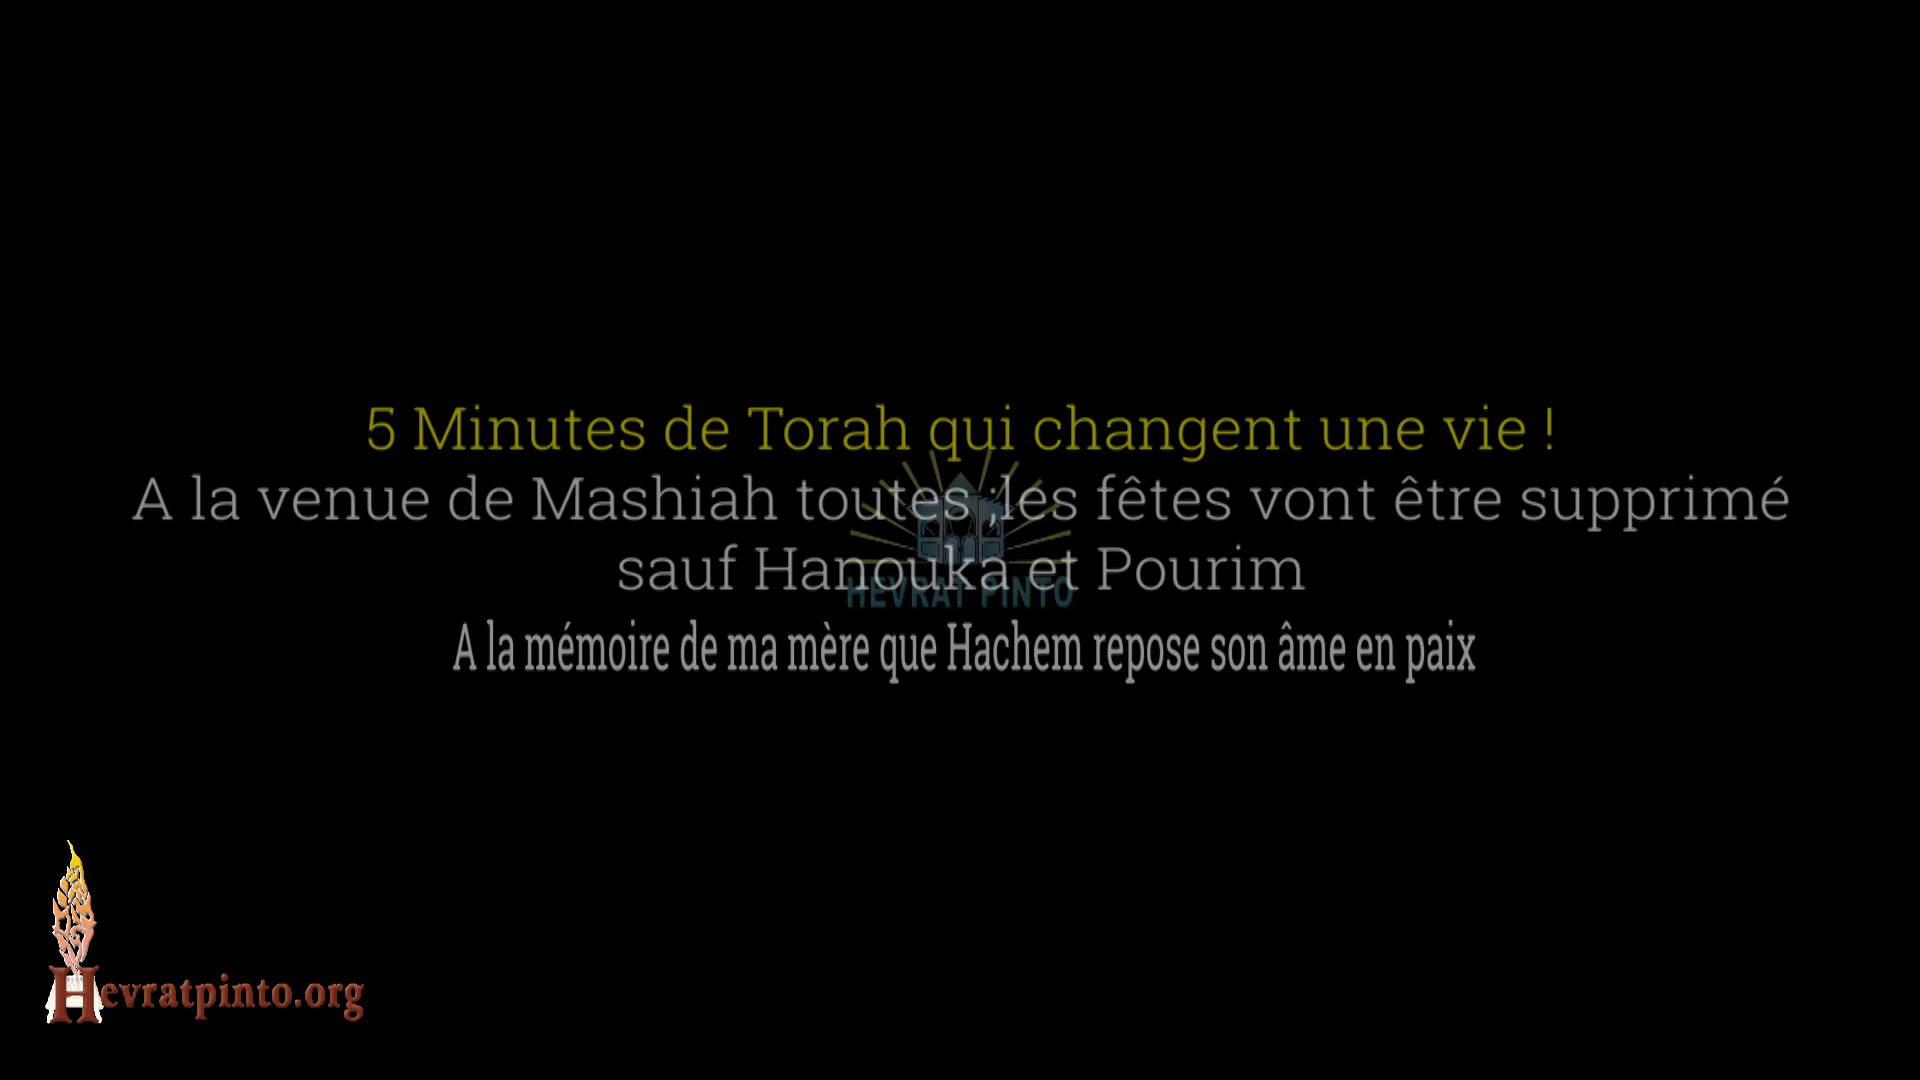 5 Minutes de Torah qui changent une vie !
A la venue de Mashiah toutes ,les fêtes vont être supprimé
sauf Hanouka et Pourim
HEVRAT PINTO
A la mémoire de ma mère que Hachem repose son âme en paix
Hevratpinto.org